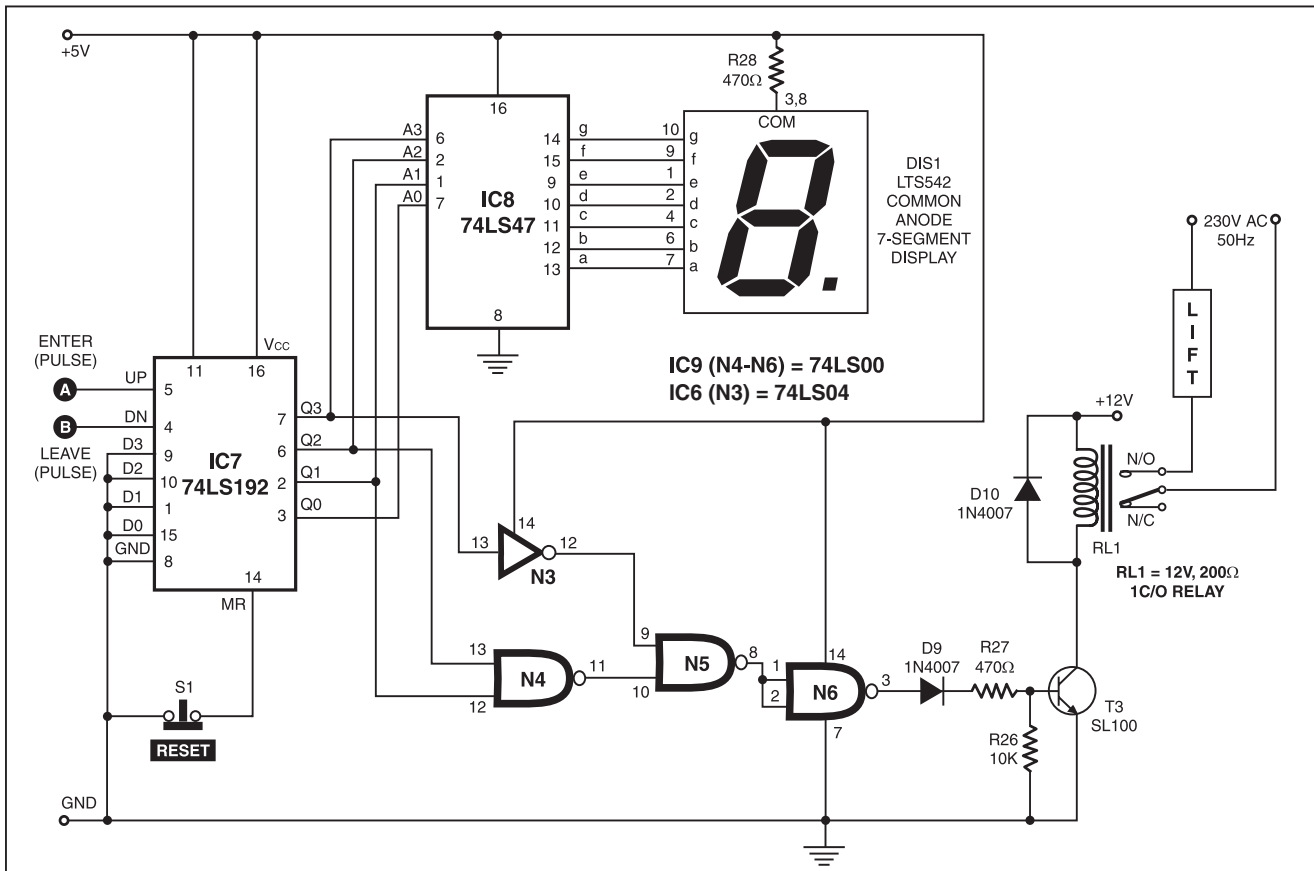 +5V
R28
470Ω
3,8
COM
16
A3
A2
A1
A0
6
2
1
7
IC8
74LS47
14
15
9
10
11
12
13
8
g
f
e
d
c
b
a
10
9
1
2
4
6
7
g
f
e
d
c
b
a
DIS1
LTS542
COMMON
ANODE
7-SEGMENT
DISPLAY
230V AC
50Hz
LIFT
ENTER
(PULSE)
A
B
LEAVE
(PULSE)
UP
DN
D3
D2
D1
D0
GND
VCC
11
16
5
4
9
10
1
15
8
IC7
74LS192
7
6
2
3
14
Q3
Q2
Q1
Q0
MR
IC9 (N4-N6) = 74LS00
IC6 (N3) = 74LS04
+12V
N/O
N/C
D10
1N4007
RL1
RL1 = 12V, 200Ω
1C/O RELAY
14
13
12
N3
13
12
N4
11
9
10
N5
8
1
2
N6
14
3
7
D9
1N4007
R27
470Ω
R26
10K
T3
SL100
S1
RESET
GND